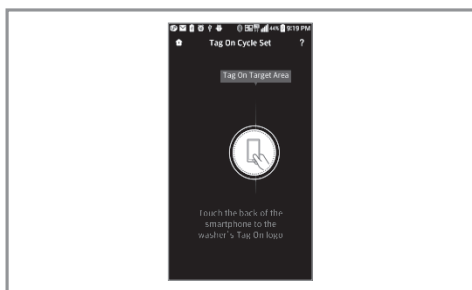 44% 9:19 PM
Tag On Cycle Set ?
Tag On Target Area
Touch the back of the
smartphone to the
washer's Tag On logo